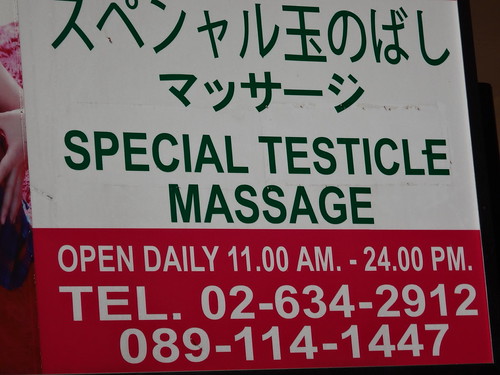 スペシャル玉のばし
マッサージ
SPECIAL TESTICLE
MASSAGE
OPEN DAILY 11.00 AM. - 24.00 PM.
TEL. 02-634-2912
089-114-1447